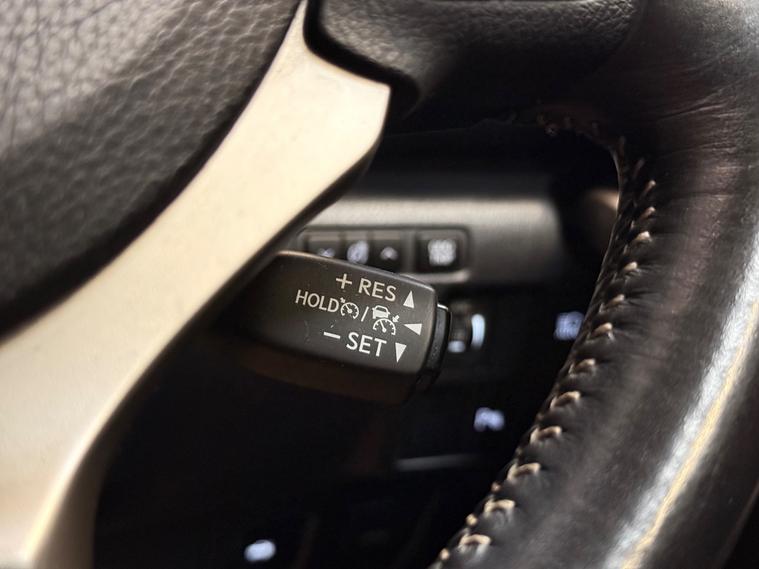 + RES
HOLD /
− SET